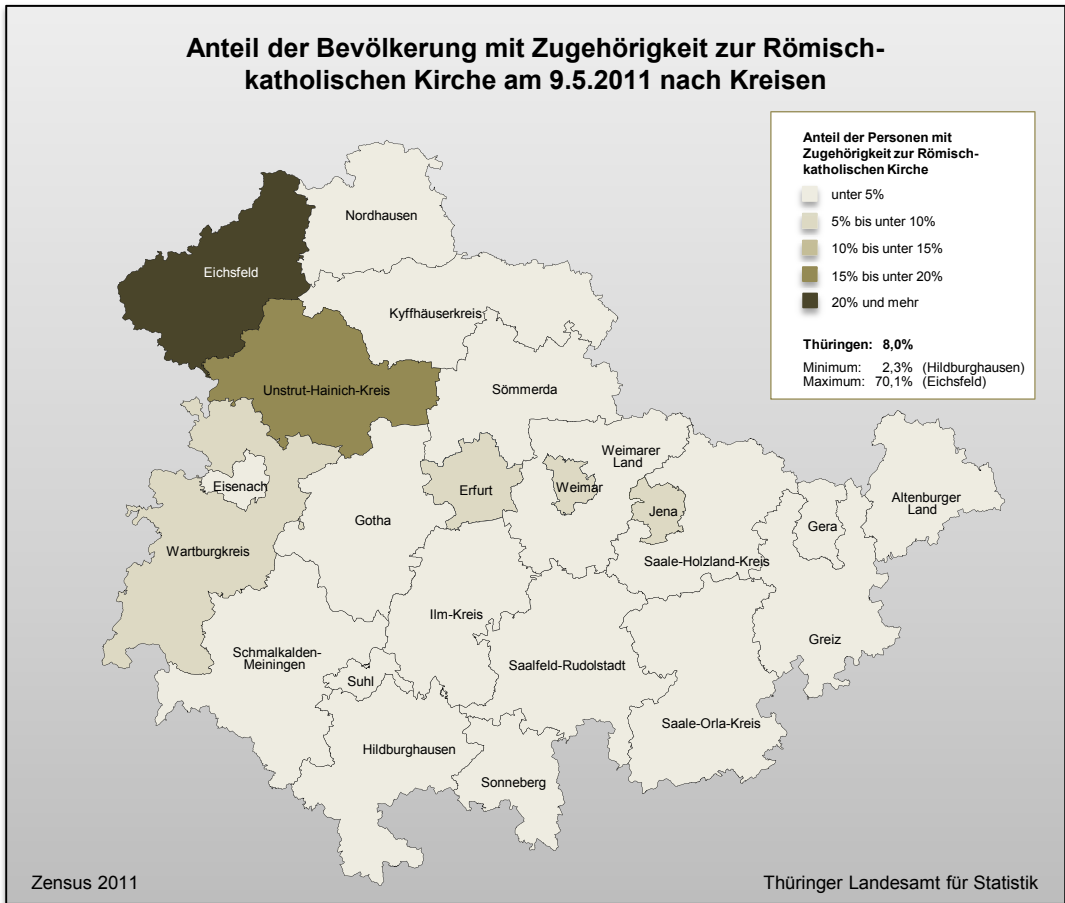 Anteil der Bevölkerung mit Zugehörigkeit zur Römisch-
katholischen Kirche am 9.5.2011 nach Kreisen
Anteil der Personen mit
Zugehörigkeit zur Römisch-
katholischen Kirche
unter 5%
5% bis unter 10%
10% bis unter 15%
15% bis unter 20%
20% und mehr
Thüringen: 8,0%
Minimum: 2,3% (Hildburghausen)
Maximum: 70,1% (Eichsfeld)
Nordhausen
Eichsfeld
Kyffhäuserkreis
Unstrut-Hainich-Kreis
Sömmerda
Weimarer
Land
Eisenach
Erfurt
Weimar
Jena
Altenburger
Land
Gotha
Gera
Wartburgkreis
Saale-Holzland-Kreis
Ilm-Kreis
Greiz
Schmalkalden-
Meiningen
Saalfeld-Rudolstadt
Suhl
Saale-Orla-Kreis
Hildburghausen
Sonneberg
Zensus 2011
Thüringer Landesamt für Statistik